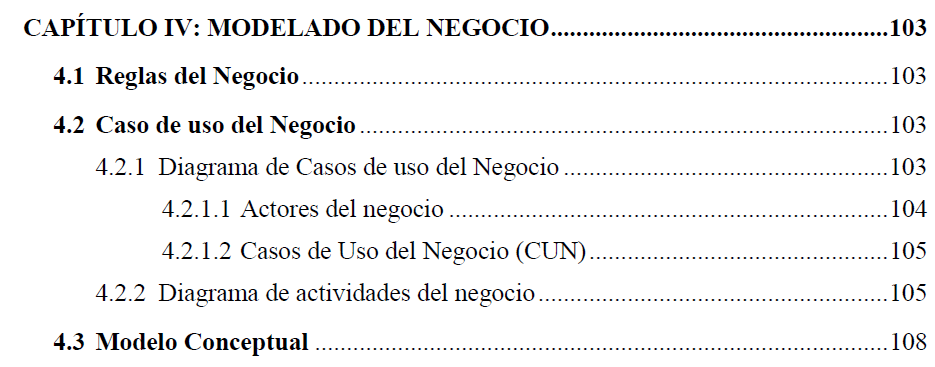 CAPÍTULO IV: MODELADO DEL NEGOCIO......................................................103
4.1 Reglas del Negocio..............................................................................................103
4.2 Caso de uso del Negocio.....................................................................................103
4.2.1 Diagrama de Casos de uso del Negocio....................................................103
4.2.1.1 Actores del negocio......................................................................104
4.2.1.2 Casos de Uso del Negocio (CUN)................................................105
4.2.2 Diagrama de actividades del negocio........................................................105
4.3 Modelo Conceptual............................................................................................108